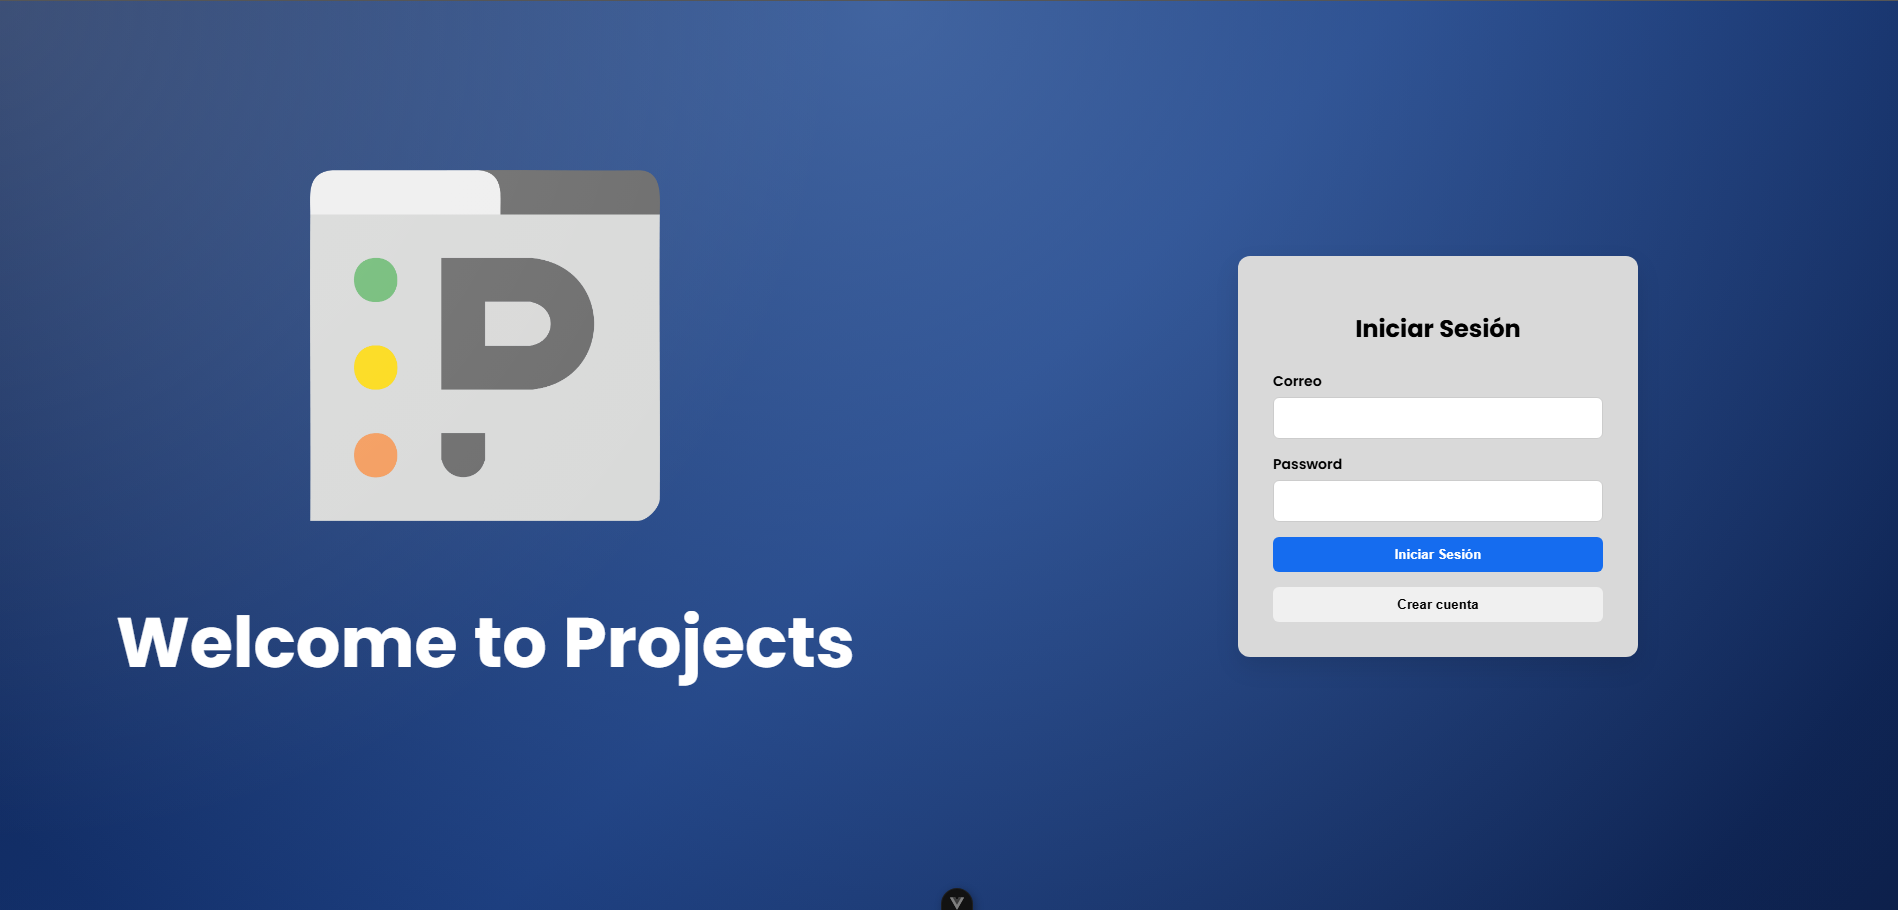 P
Welcome to Projects
Iniciar Sesión
Correo
Password
Iniciar Sesión
Crear cuenta